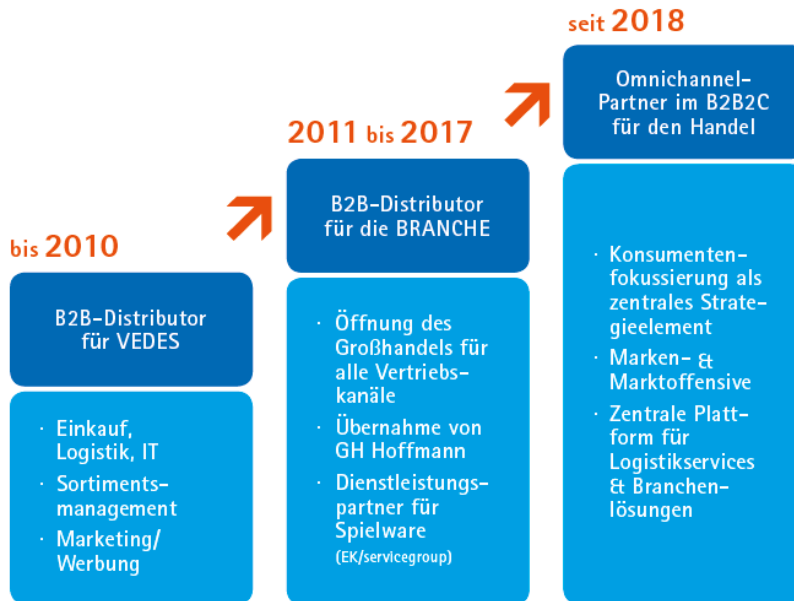 bis 2010
B2B-Distributor
für VEDES
· Einkauf,
Logistik, IT
· Sortiments-
management
· Marketing/
Werbung
2011 bis 2017
B2B-Distributor
für die BRANCHE
· Öffnung des
Großhandels für
alle Vertriebs-
kanäle
· Übernahme von
GH Hoffmann
· Dienstleistungs-
partner für
Spielware
(EK/servicegroup)
seit 2018
Omnichannel-
Partner im B2B2C
für den Handel
· Konsumenten-
fokussierung als
zentrales Strate-
gieelement
· Marken- &
Marktoffensive
· Zentrale Platt-
form für
Logistikservices
& Branchen-
lösungen